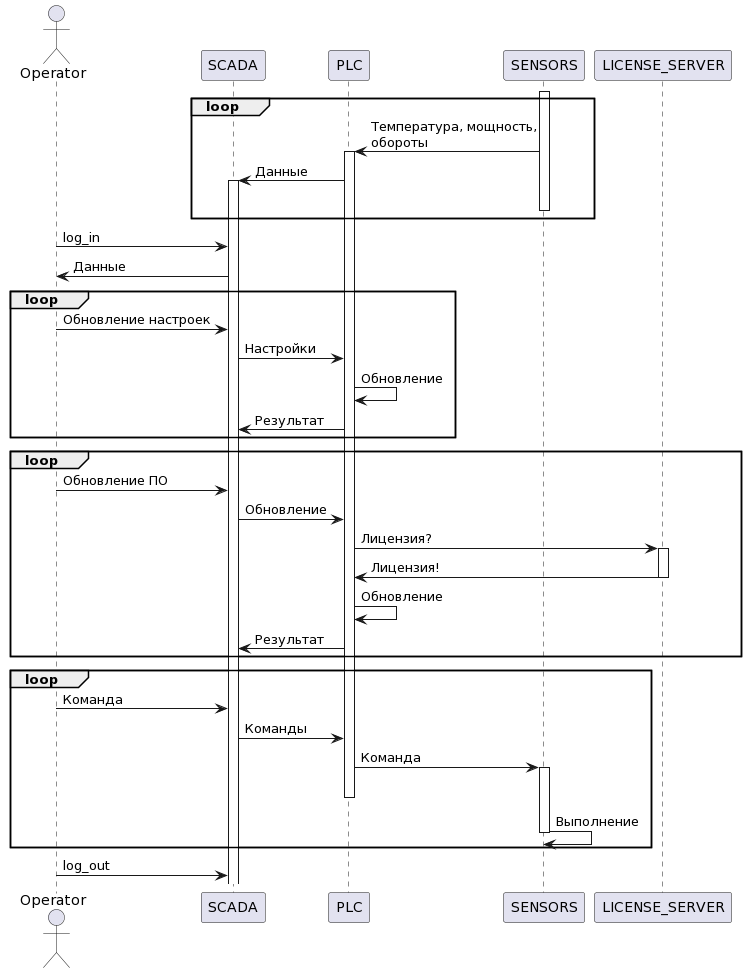 Operator
SCADA
PLC
SENSORS
LICENSE_SERVER
loop
Температура, мощность,
обороты
Данные
log_in
Данные
loop
Обновление настроек
Настройки
Обновление
Результат
loop
Обновление ПО
Обновление
Лицензия?
Лицензия!
Обновление
Результат
loop
Команда
Команды
Команда
Выполнение
log_out
Operator
SCADA
PLC
SENSORS
LICENSE_SERVER